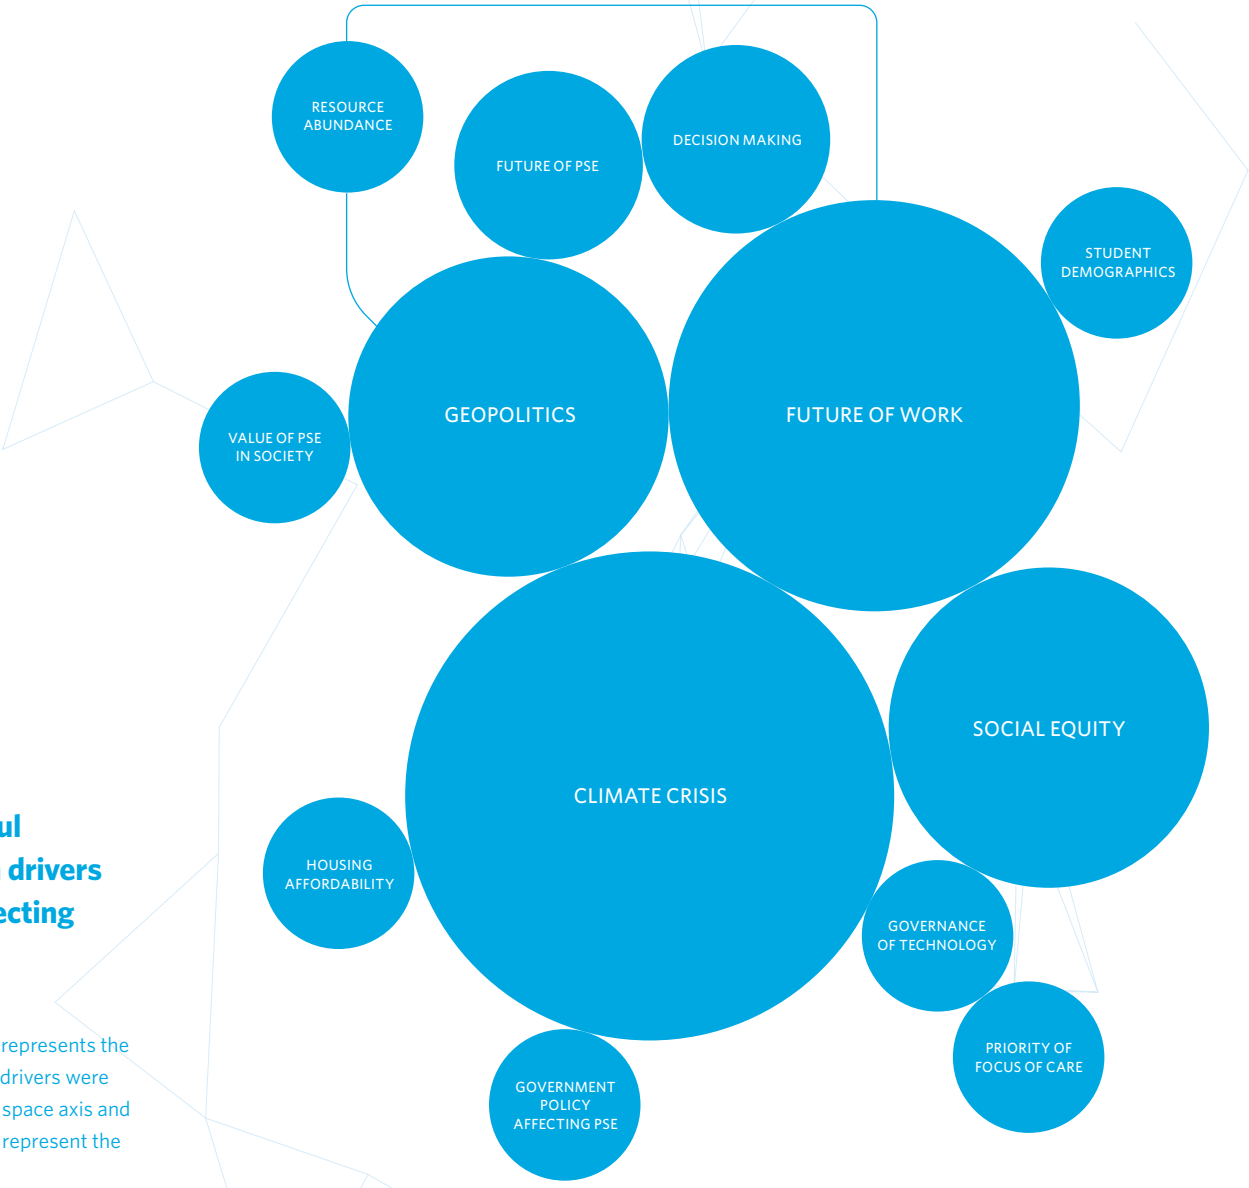 RESOURCE
ABUNDANCE
FUTURE OF PSE
DECISION MAKING
STUDENT
DEMOGRAPHICS
GEOPOLITICS
FUTURE OF WORK
VALUE OF PSE
IN SOCIETY
SOCIAL EQUITY
CLIMATE CRISIS
HOUSING
AFFORDABILITY
GOVERNANCE
OF TECHNOLOGY
PRIORITY OF
FOCUS OF CARE
GOVERNMENT
POLICY
AFFECTING PSE
drivers
represents the
drivers were
space axis and
represent the